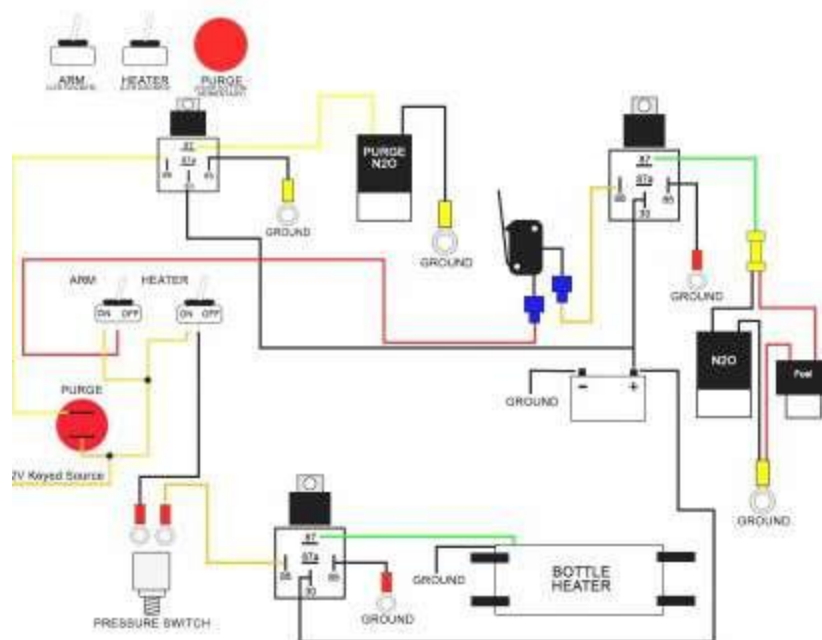 ARM
HEATER
PURGE
87
87a
86
85
30
GROUND
PURGE
N2O
GROUND
87
87a
86
85
30
GROUND
ARM
HEATER
ON OFF
ON OFF
PURGE
2V Keyed Source
GROUND
- +
N2O
Fuel
GROUND
PRESSURE SWITCH
87
87a
86
85
30
GROUND
GROUND
BOTTLE
HEATER